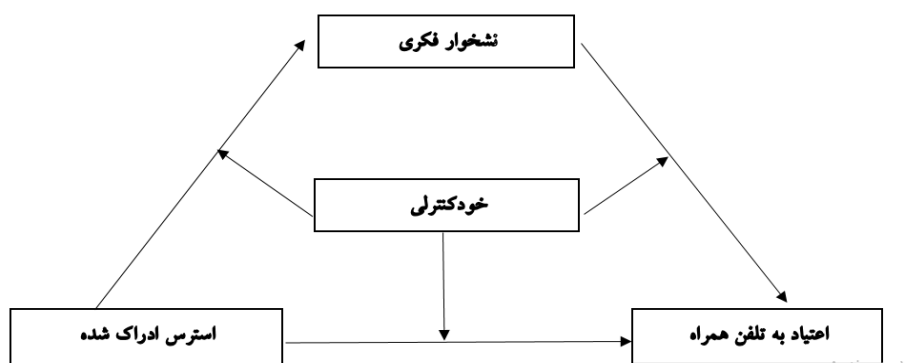 نشخوار فکری
خودکنترلی
استرس ادراک شده
اعتیاد به تلفن همراه